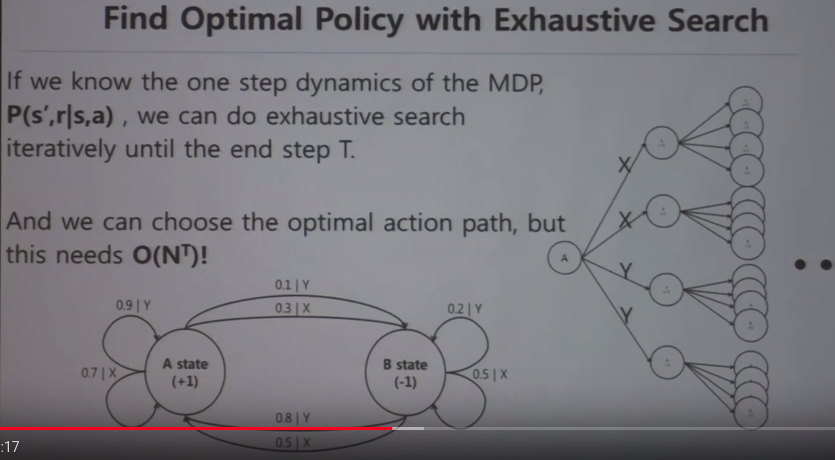 Find Optimal Policy with Exhaustive Search
If we know the one step dynamics of the MDP,
P(s′,r|s,a) , we can do exhaustive search
iteratively until the end step T.
And we can choose the optimal action path, but
this needs O(Nᵀ)!
X
X
Y
Y
A
0.1 | Y
0.3 | X
0.9 | Y
0.2 | Y
0.7 | X
A state
(+1)
B state
(-1)
0.5 | X
0.8 | Y
0.5 | X
:17